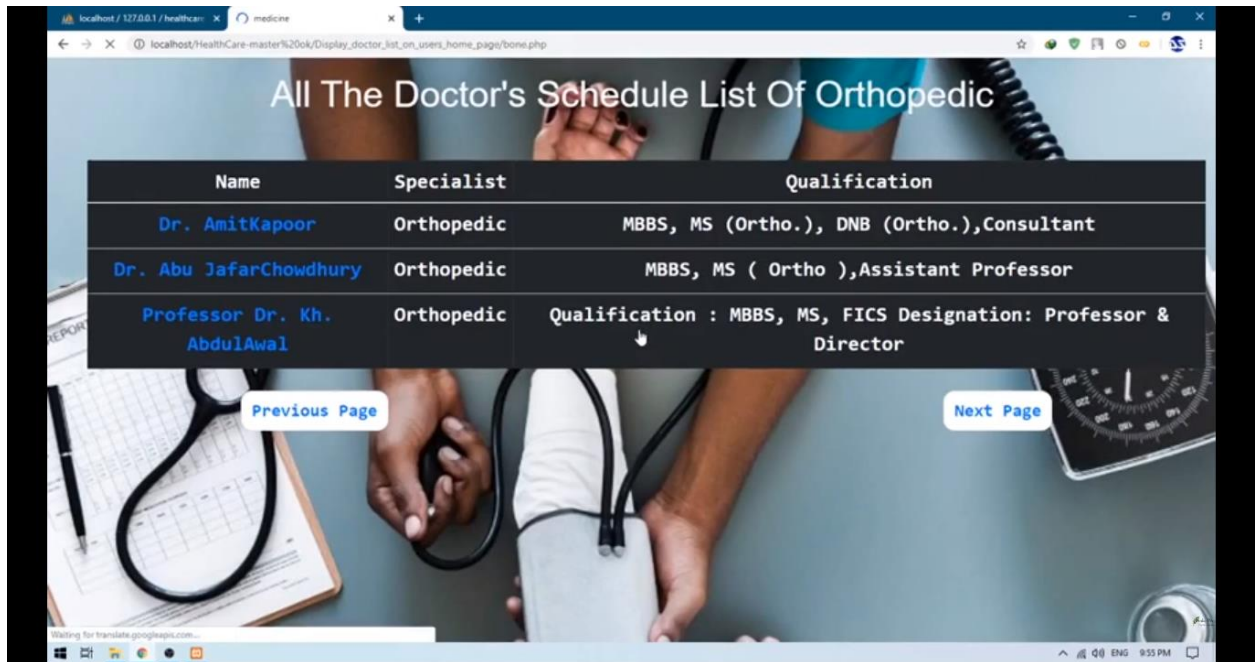 localhost / 127.0.0.1 / healthcare
medicine
localhost/HealthCare-master%20ok/Display_doctor_list_on_users_home_page/bone.php
All The Doctor's Schedule List Of Orthopedic
Name Specialist Qualification
Dr. AmitKapoor Orthopedic MBBS, MS (Ortho.), DNB (Ortho.),Consultant
Dr. Abu JafarChowdhury Orthopedic MBBS, MS ( Ortho ),Assistant Professor
Professor Dr. Kh. Orthopedic Qualification : MBBS, MS, FICS Designation: Professor &
AbdulAwal Director
Previous Page Next Page
Waiting for translate.googleapis.com...
ENG 9:55 PM